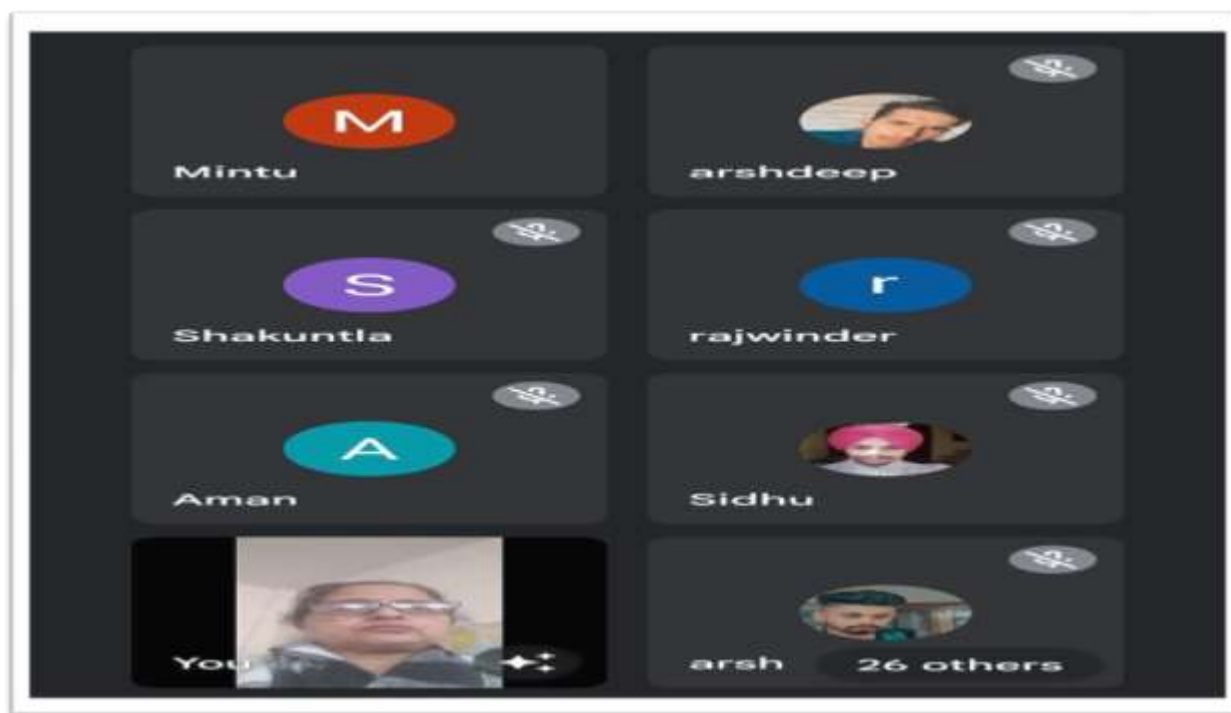 M
Mintu
arshdeep
S
Shakuntla
r
rajwinder
A
Aman
Sidhu
You
arsh 26 others